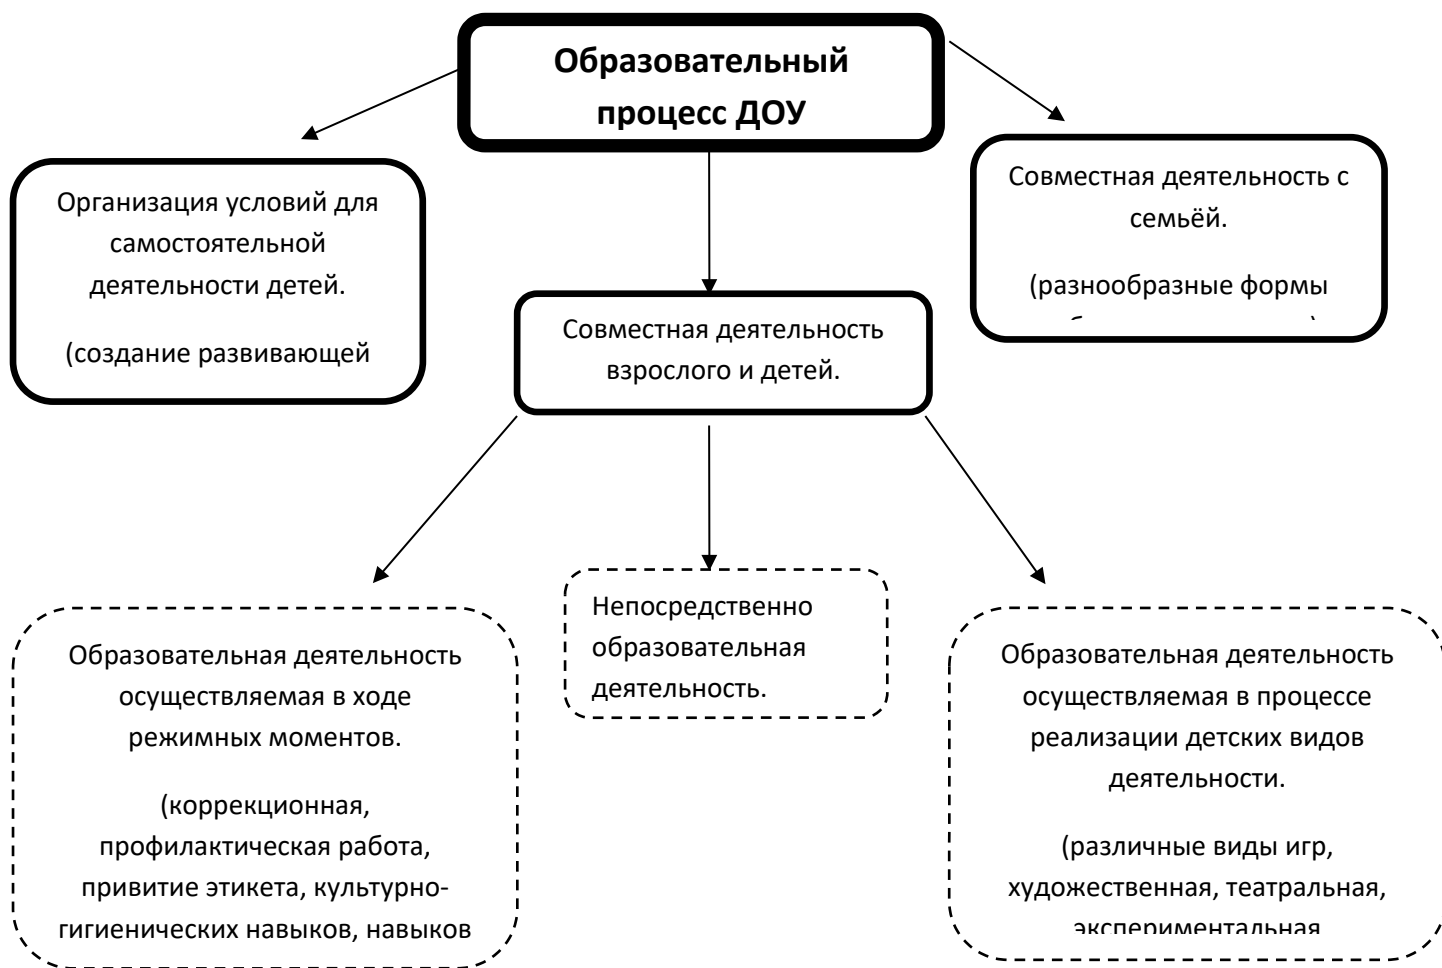 Образовательный
процесс ДОУ
Организация условий для
самостоятельной
деятельности детей.
(создание развивающей
Совместная деятельность с
семьёй.
(разнообразные формы
Совместная деятельность
взрослого и детей.
Образовательная деятельность
осуществляемая в ходе
режимных моментов.
(коррекционная,
профилактическая работа,
привитие этикета, культурно-
гигиенических навыков, навыков
Непосредственно
образовательная
деятельность.
Образовательная деятельность
осуществляемая в процессе
реализации детских видов
деятельности.
(различные виды игр,
художественная, театральная,
экспериментальная